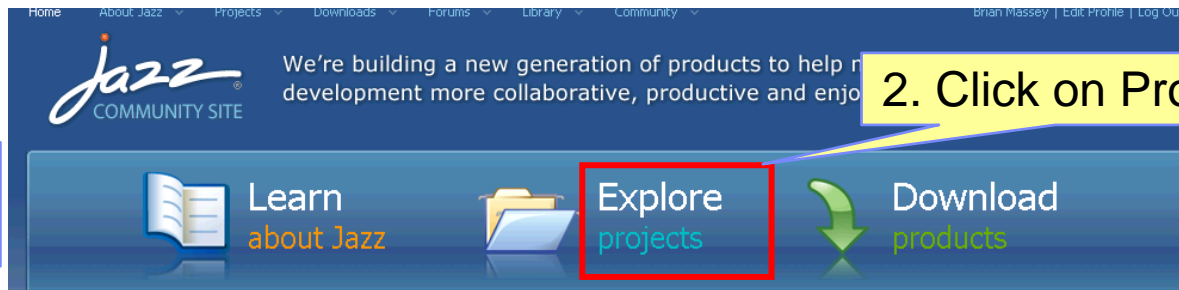 Home About Jazz Projects Downloads Forums Library Community Brian Massey | Edit Profile | Log Ou
jazz
COMMUNITY SITE
We're building a new generation of products to help
development more collaborative, productive and enjo
2. Click on Pro
Learn
about Jazz
Explore
projects
Download
products